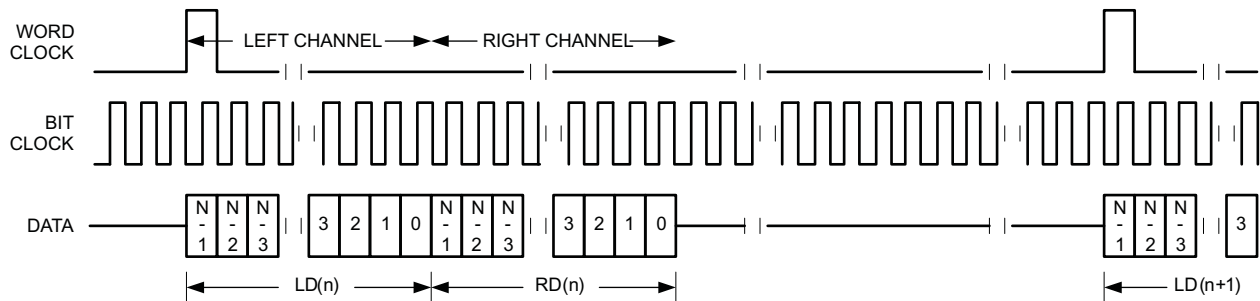 WORD
CLOCK
LEFT CHANNEL
RIGHT CHANNEL
BIT
CLOCK
DATA
N-1 N-2 N-3 3 2 1 0 N-1 N-2 N-3 3 2 1 0 N-1 N-2 N-3 3
LD(n)
RD(n)
LD(n+1)